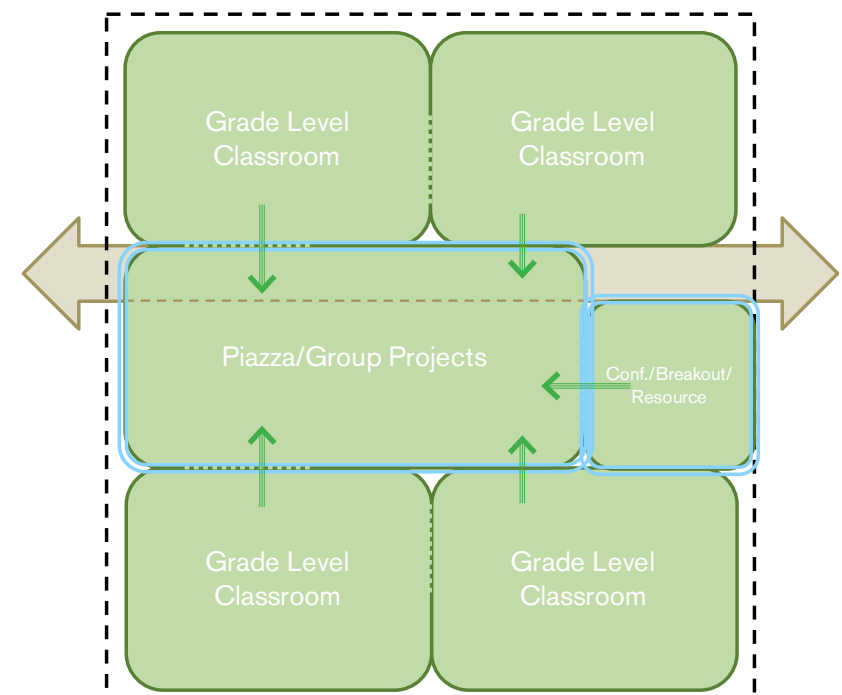 Grade Level
Classroom
Grade Level
Classroom
Piazza/Group Projects
Conf./Breakout/
Resource
Grade Level
Classroom
Grade Level
Classroom